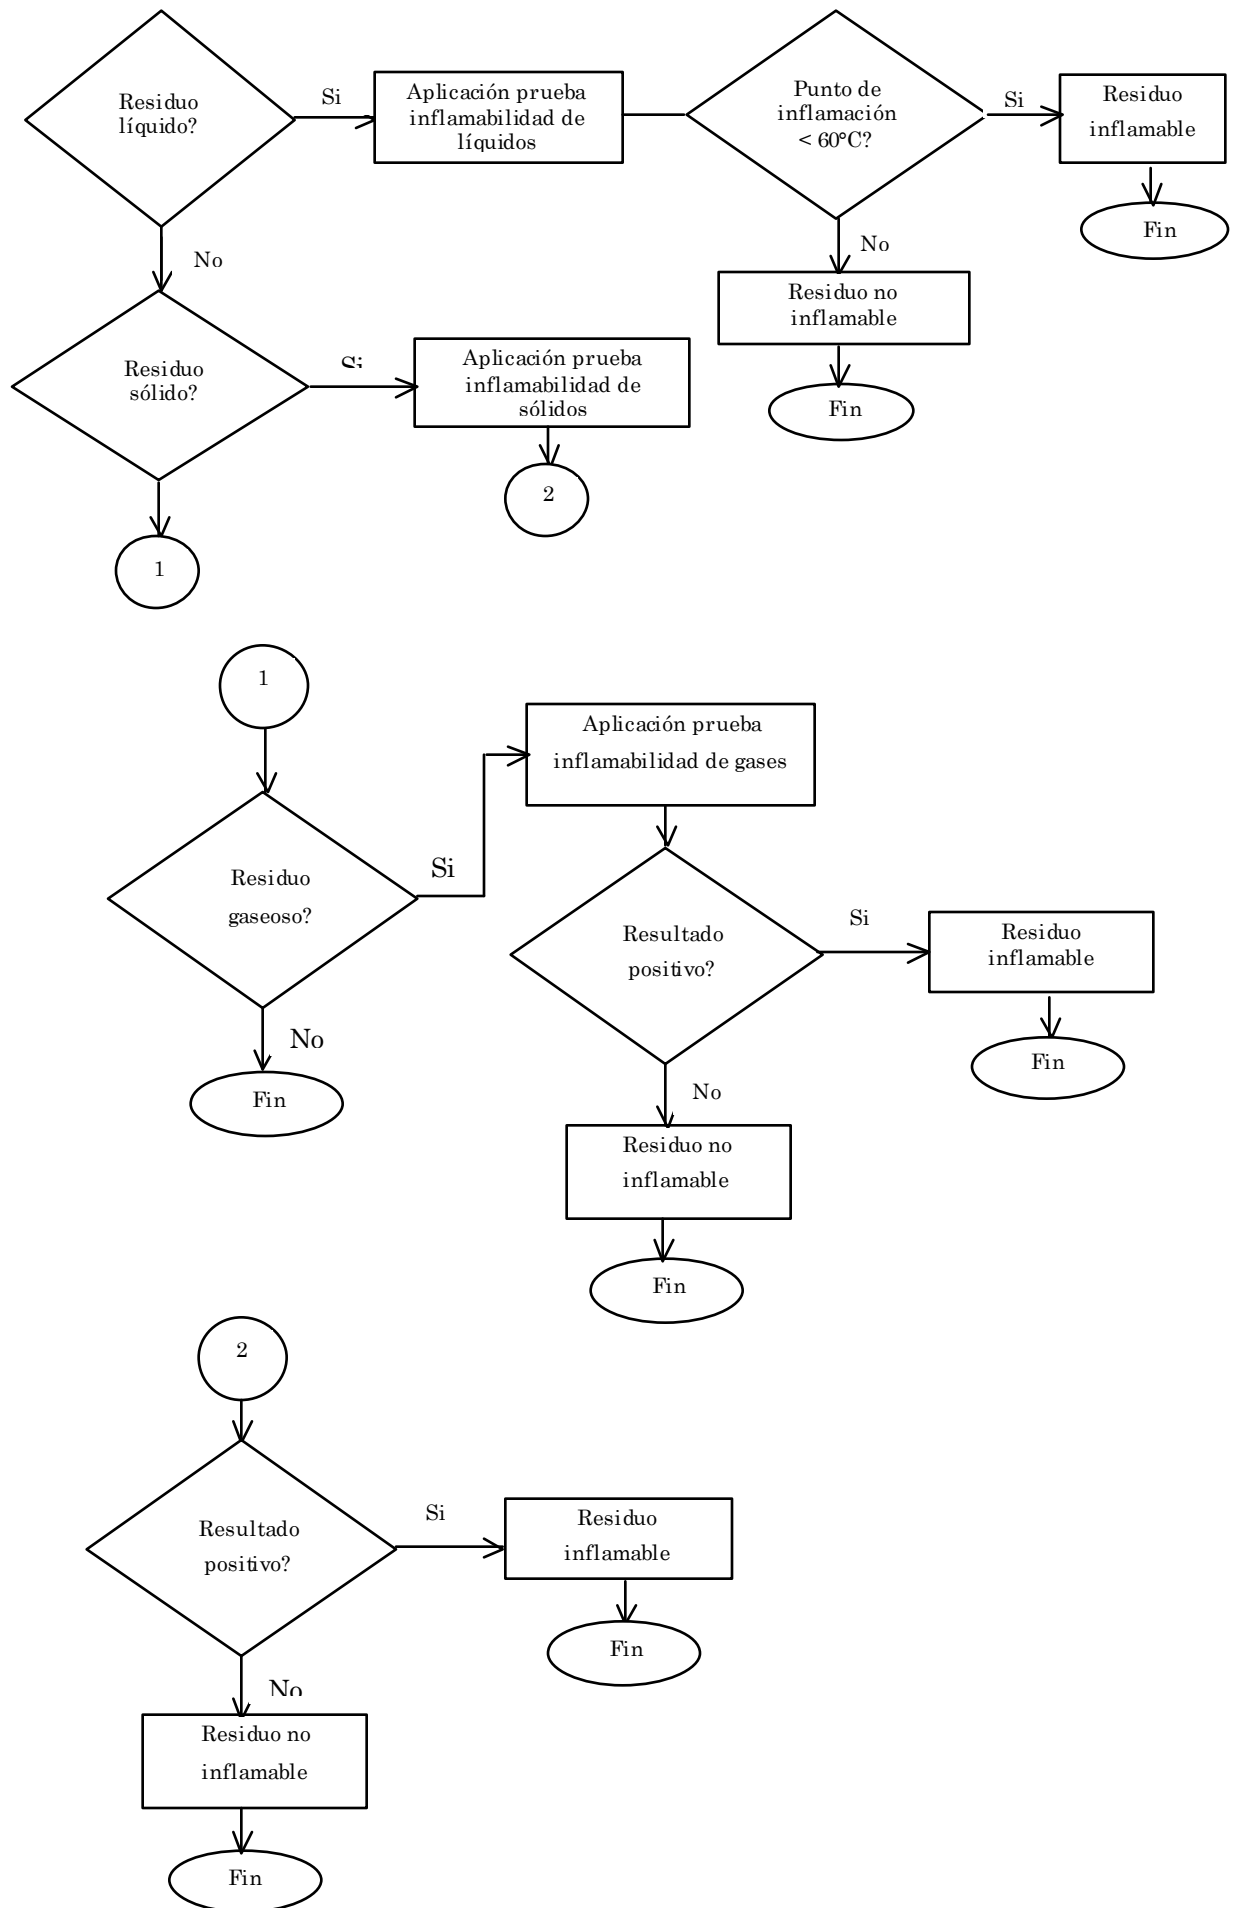 Residuo
líquido?
Si
Aplicación prueba
inflamabilidad de
líquidos
Punto de
inflamación
< 60°C?
Si
Residuo
inflamable
Fin
No
Residuo no
inflamable
Fin
No
Residuo
sólido?
Si
Aplicación prueba
inflamabilidad de
sólidos
2
1
1
Residuo
gaseoso?
Si
Aplicación prueba
inflamabilidad de gases
Resultado
positivo?
Si
Residuo
inflamable
Fin
No
Fin
No
Residuo no
inflamable
Fin
2
Resultado
positivo?
Si
Residuo
inflamable
Fin
No
Residuo no
inflamable
Fin